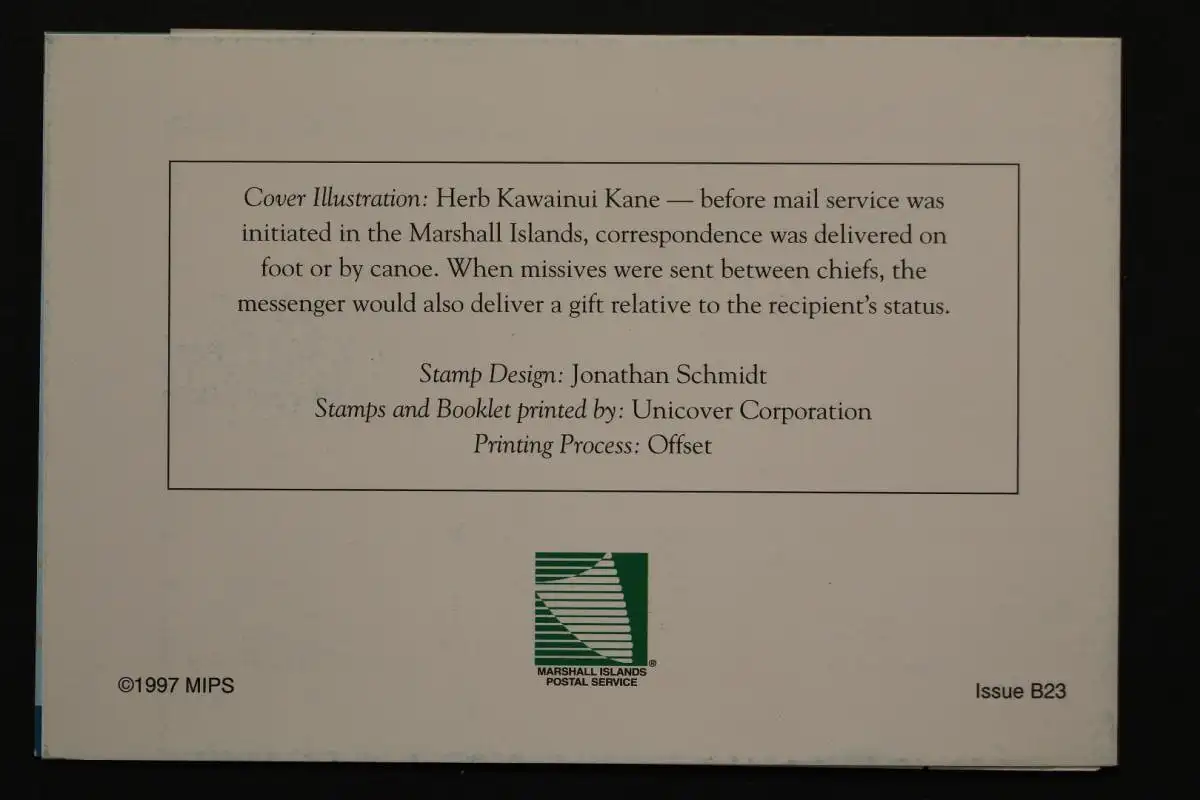 Cover Illustration: Herb Kawainui Kane — before mail service was
initiated in the Marshall Islands, correspondence was delivered on
foot or by canoe. When missives were sent between chiefs, the
messenger would also deliver a gift relative to the recipient's status.
Stamp Design: Jonathan Schmidt
Stamps and Booklet printed by: Unicover Corporation
Printing Process: Offset
®
MARSHALL ISLANDS
POSTAL SERVICE
©1997 MIPS
Issue B23